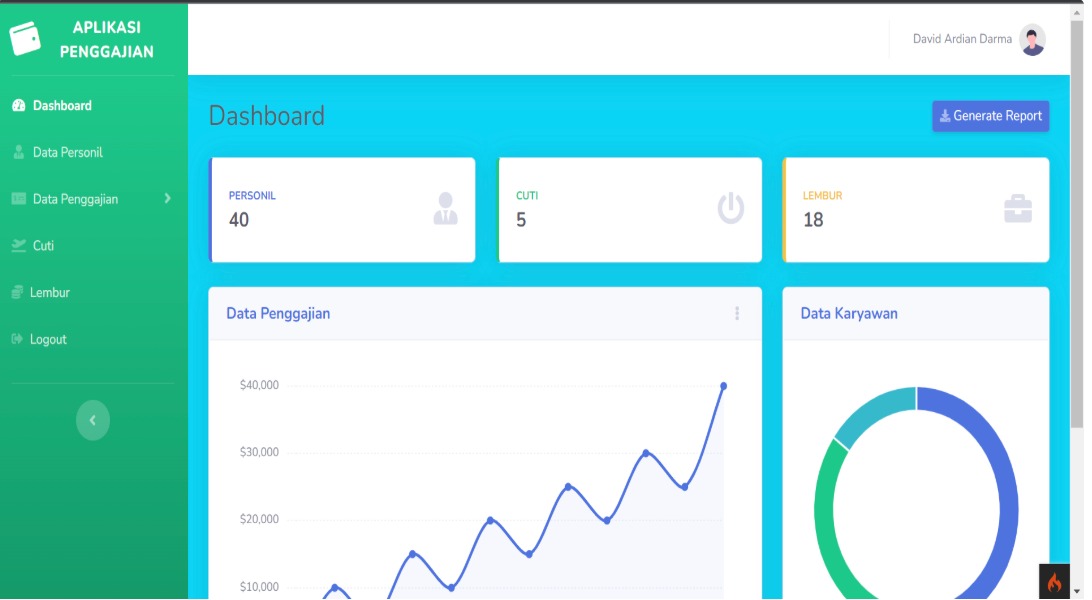 APLIKASI
PENGGAJIAN
Dashboard
Data Personil
Data Penggajian
Cuti
Lembur
Logout
David Ardian Darma
Dashboard
Generate Report
PERSONIL
40
CUTI
5
LEMBUR
18
Data Penggajian
$40,000
$30,000
$20,000
$10,000
Data Karyawan